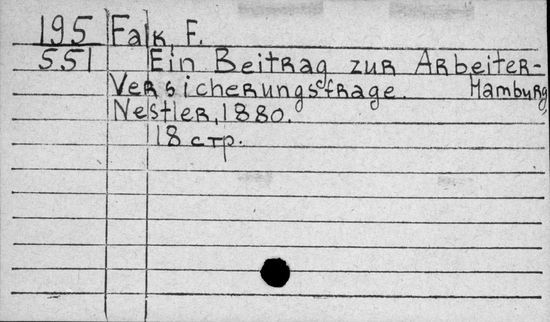 195 Falk, F.
551 Ein Beitrag zur Arbeiter-
Versicherungsfrage. Hamburg,
Nestler, 1880.
18 стр.